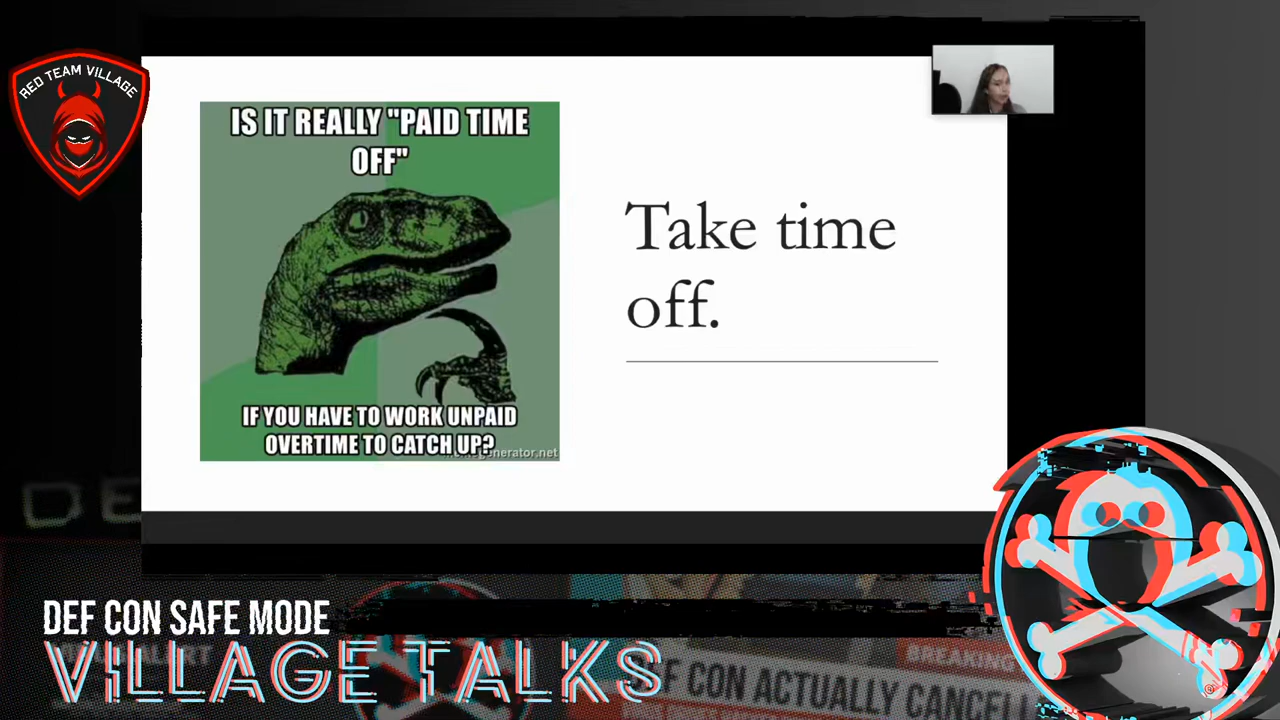 RED TEAM VILLAGE
IS IT REALLY "PAID TIME
OFF"
IF YOU HAVE TO WORK UNPAID
OVERTIME TO CATCH UP?
Take time
off.
DEF CON SAFE MODE
VILLAGE TALKS
BREAKING
DEF CON ACTUALLY CANCELL